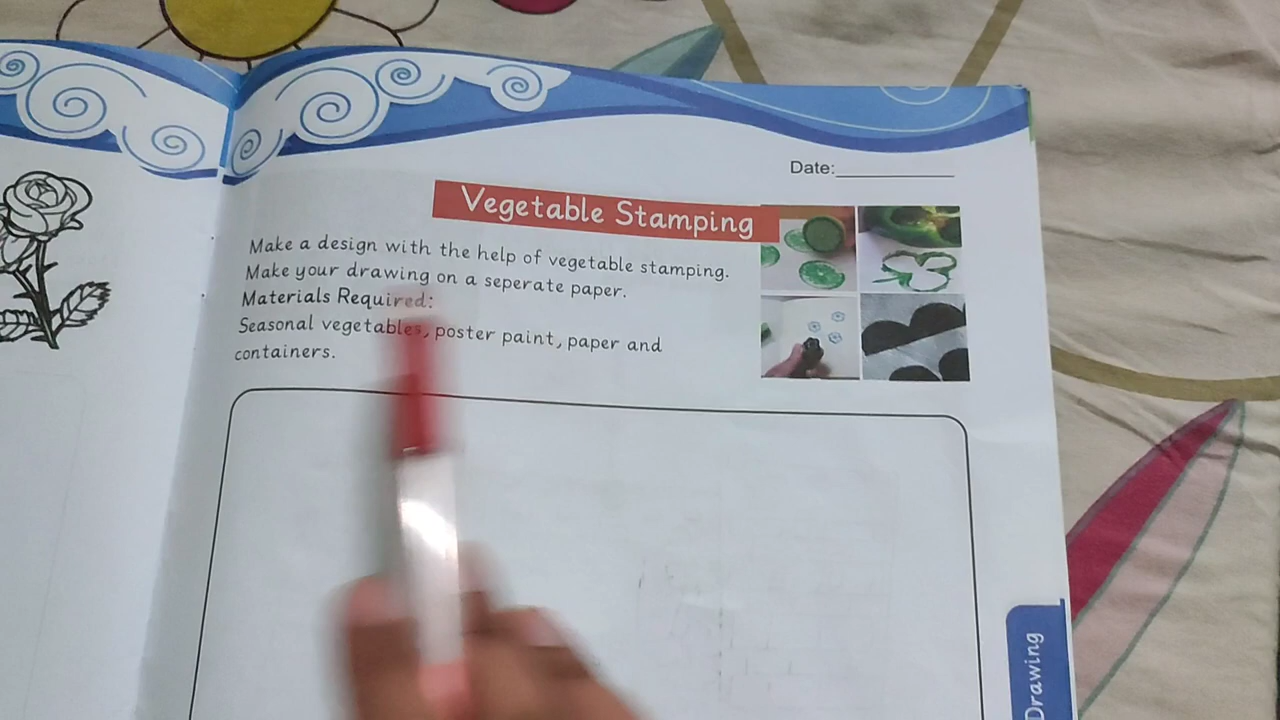 Date:
Vegetable Stamping
Make a design with the help of vegetable stamping.
Make your drawing on a seperate paper.
Materials Required:
Seasonal vegetables, poster paint, paper and
containers.
Drawing